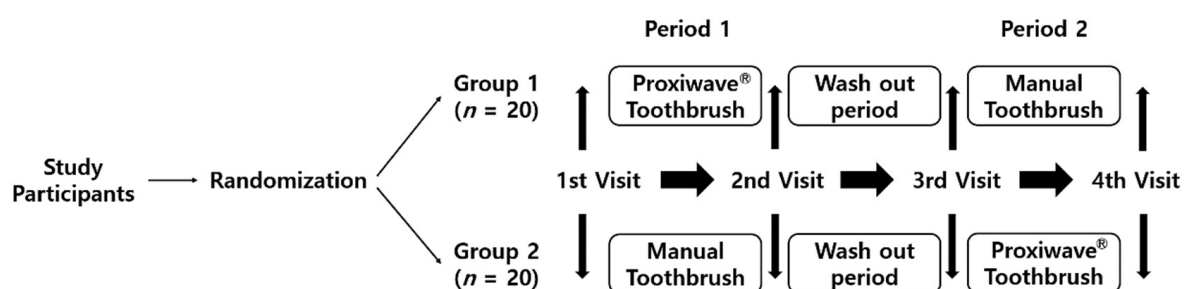 Period 1
Period 2
Group 1
(n = 20)
Proxiwave®
Toothbrush
Wash out
period
Manual
Toothbrush
Study
Participants
Randomization
1st Visit
2nd Visit
3rd Visit
4th Visit
Group 2
(n = 20)
Manual
Toothbrush
Wash out
period
Proxiwave®
Toothbrush